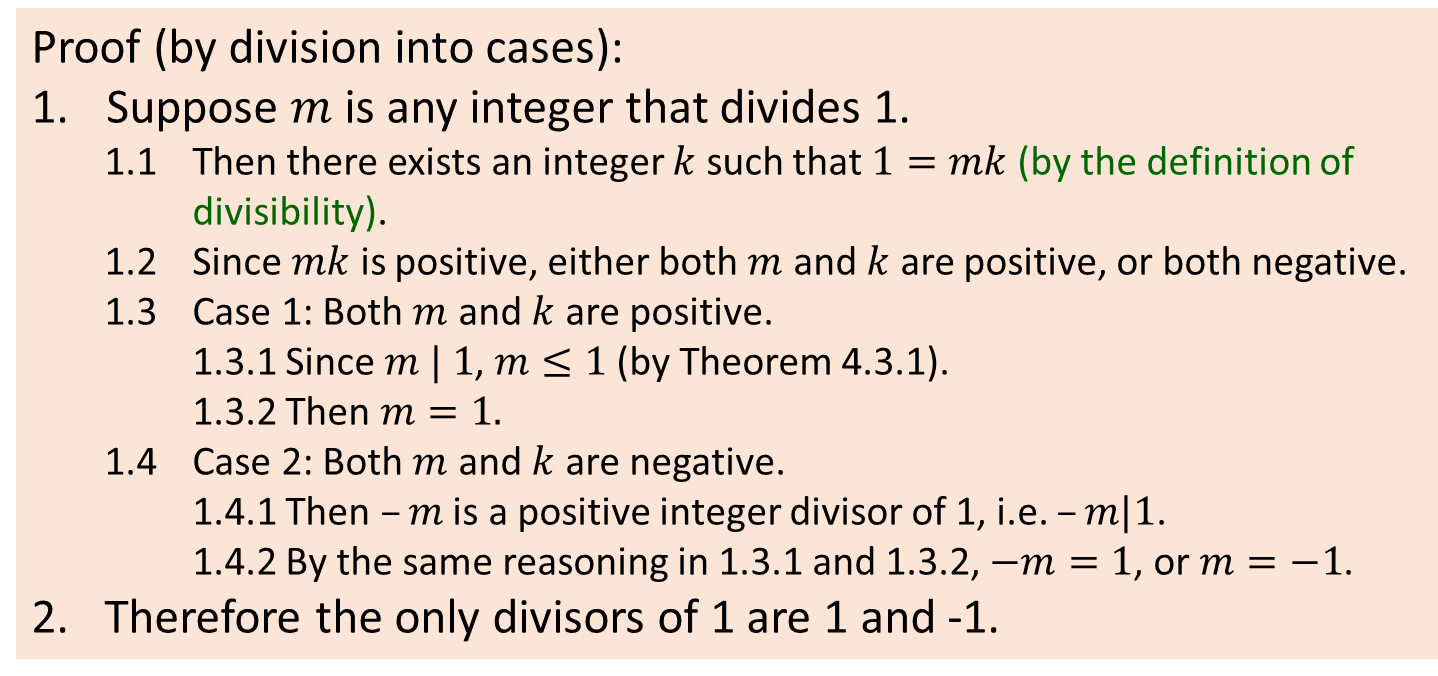 Proof (by division into cases):
1. Suppose m is any integer that divides 1.
1.1 Then there exists an integer k such that 1 = mk (by the definition of
divisibility).
1.2 Since mk is positive, either both m and k are positive, or both negative.
1.3 Case 1: Both m and k are positive.
1.3.1 Since m | 1, m ≤ 1 (by Theorem 4.3.1).
1.3.2 Then m = 1.
1.4 Case 2: Both m and k are negative.
1.4.1 Then – m is a positive integer divisor of 1, i.e. – m|1.
1.4.2 By the same reasoning in 1.3.1 and 1.3.2, −m = 1, or m = −1.
2. Therefore the only divisors of 1 are 1 and -1.